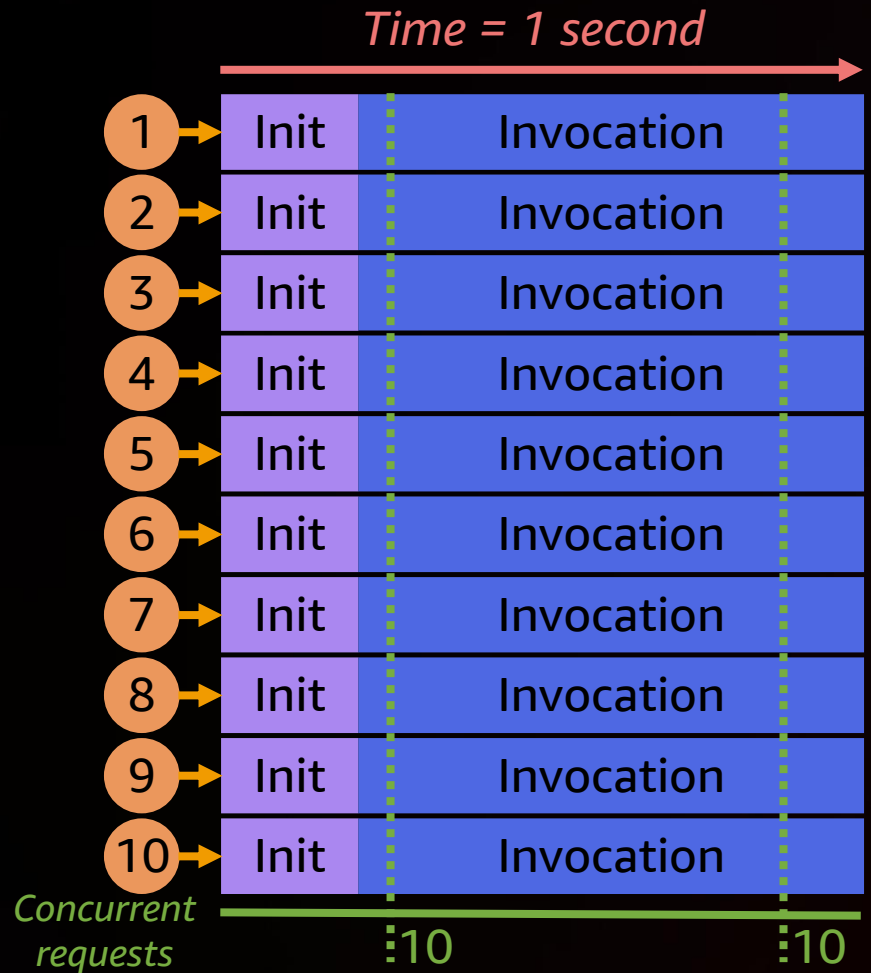 Time = 1 second
1 Init Invocation
2 Init Invocation
3 Init Invocation
4 Init Invocation
5 Init Invocation
6 Init Invocation
7 Init Invocation
8 Init Invocation
9 Init Invocation
10 Init Invocation
Concurrent
requests 10 10